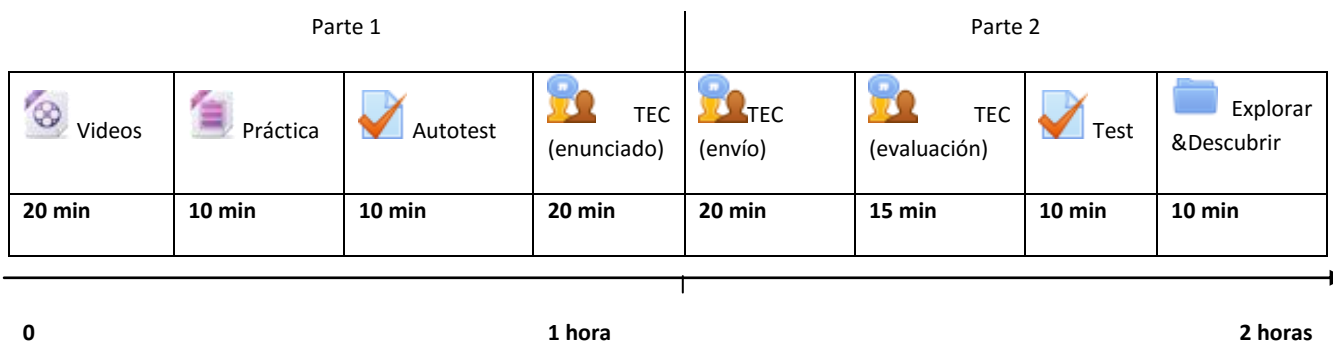 Parte 1
Parte 2
Videos
Práctica
Autotest
TEC
(enunciado)
TEC
(envío)
TEC
(evaluación)
Test
Explorar
&Descubrir
20 min
10 min
10 min
20 min
20 min
15 min
10 min
10 min
0
1 hora
2 horas